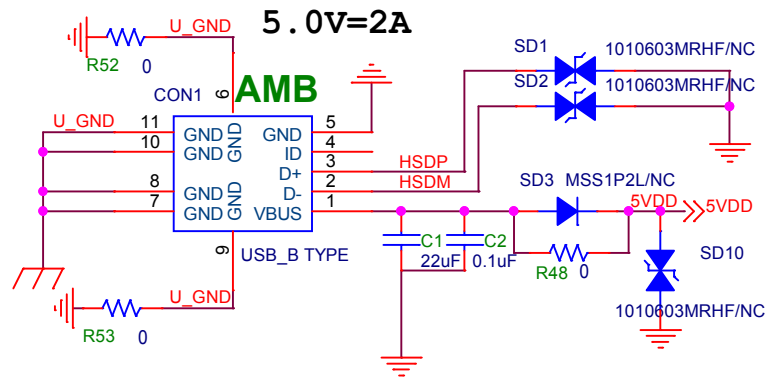 5.0V=2A
U_GND
R52 0
SD1 1010603MRHF/NC
SD2 1010603MRHF/NC
CON1 6 AMB
U_GND 11 GND GND GND 5
10 GND ID 4
D+ 3 HSDP
8 GND D- 2 HSDM
7 GND GND VBUS 1
SD3 MSS1P2L/NC
5VDD 5VDD
9 USB_B TYPE
C1 C2
22uF 0.1uF
R48 0
SD10
1010603MRHF/NC
U_GND
R53 0